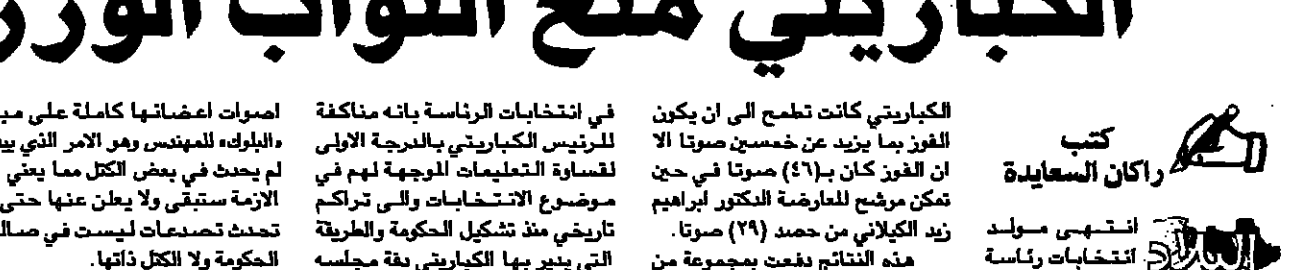 الكباريتي منع النواب
كتب
راكان السعايدة
انتهى مولد
انتخابات رئاسة
الكباريتي كانت تطمح الى ان يكون
الفوز بما يزيد عن خمسين صوتا الا
ان الفوز كان بـ(٤٦) صوتا في حين
تمكن مرشح المعارضة الدكتور ابراهيم
زيد الكيلاني من حصد (٢٩) صوتا.
هذه النتائج دفعت بمجموعة من
في انتخابات الرئاسة بانه مناكفة
للرئيس الكباريتي بالدرجة الاولى
لقساوة التعليمات الموجهة لهم في
موضوع الانتخابات والى تراكم
تاريخي منذ تشكيل الحكومة والطريقة
التي يدير بها الكباريتي دفة مجلسه
اصوات اعضائها كاملة على
«البلوك» للمهندس وهو الامر الذي
لم يحدث في بعض الكتل مما يعني
الازمة ستبقى ولا يعلن عنها حتى
تحدث تصدعات ليست في
الحكومة ولا الكتل ذاتها.